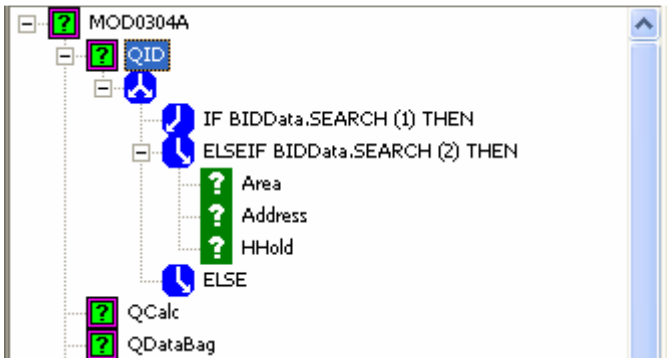 MOD0304A
QID
IF BIDData.SEARCH (1) THEN
ELSEIF BIDData.SEARCH (2) THEN
Area
Address
HHold
ELSE
QCalc
QDataBag